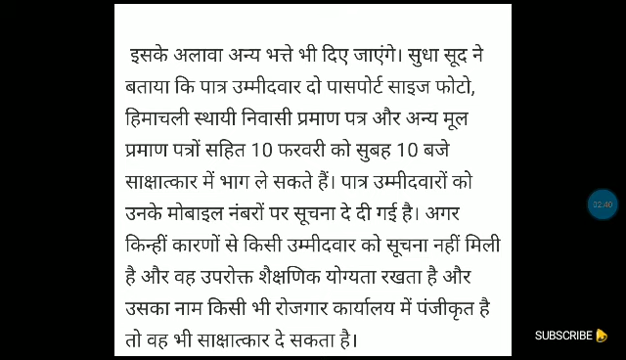 इसके अलावा अन्य भत्ते भी दिए जाएंगे। सुधा सूद ने
बताया कि पात्र उम्मीदवार दो पासपोर्ट साइज फोटो,
हिमाचली स्थायी निवासी प्रमाण पत्र और अन्य मूल
प्रमाण पत्रों सहित 10 फरवरी को सुबह 10 बजे
साक्षात्कार में भाग ले सकते हैं। पात्र उम्मीदवारों को
उनके मोबाइल नंबरों पर सूचना दे दी गई है। अगर
किन्हीं कारणों से किसी उम्मीदवार को सूचना नहीं मिली
है और वह उपरोक्त शैक्षणिक योग्यता रखता है और
उसका नाम किसी भी रोजगार कार्यालय में पंजीकृत है
तो वह भी साक्षात्कार दे सकता है।
02:40
SUBSCRIBE